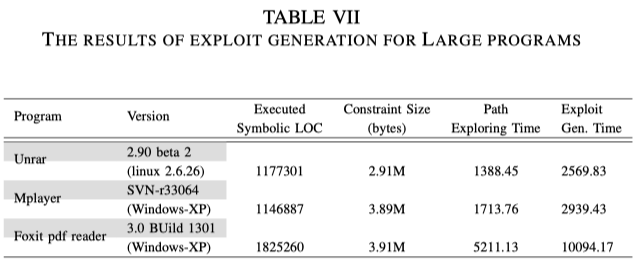 TABLE VII
THE RESULTS OF EXPLOIT GENERATION FOR LARGE PROGRAMS
Program Version Executed Symbolic LOC Constraint Size (bytes) Path Exploring Time Exploit Gen. Time
Unrar 2.90 beta 2
(linux 2.6.26) 1177301 2.91M 1388.45 2569.83
Mplayer SVN-r33064
(Windows-XP) 1146887 3.89M 1713.76 2939.43
Foxit pdf reader 3.0 BUild 1301
(Windows-XP) 1825260 3.91M 5211.13 10094.17